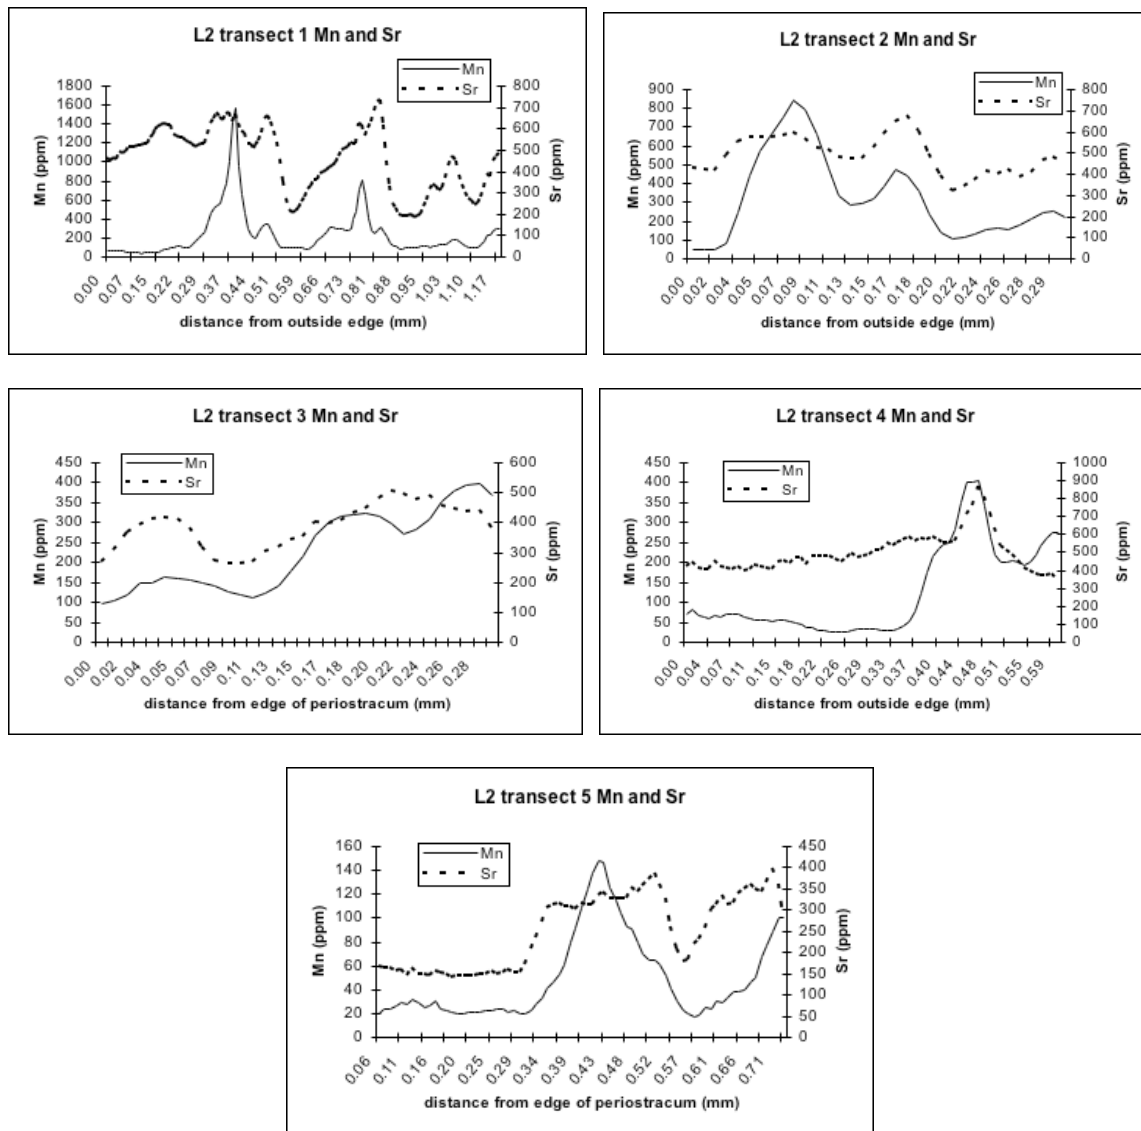 L2 transect 1 Mn and Sr
Mn
Sr
1800 1600 1400 1200 1000 800 600 400 200 0
Mn (ppm)
800 700 600 500 400 300 200 100 0
Sr (ppm)
0.00 0.07 0.15 0.22 0.29 0.37 0.44 0.51 0.59 0.66 0.73 0.81 0.88 0.95 1.03 1.10 1.17
distance from outside edge (mm)
L2 transect 2 Mn and Sr
Mn
Sr
900 800 700 600 500 400 300 200 100 0
Mn (ppm)
800 700 600 500 400 300 200 100 0
Sr (ppm)
0.00 0.02 0.04 0.05 0.07 0.09 0.11 0.13 0.15 0.17 0.18 0.20 0.22 0.24 0.26 0.28 0.29
distance from outside edge (mm)
L2 transect 3 Mn and Sr
Mn
Sr
450 400 350 300 250 200 150 100 50 0
Mn (ppm)
600 500 400 300 200 100 0
Sr (ppm)
0.00 0.02 0.04 0.05 0.07 0.09 0.11 0.13 0.15 0.17 0.18 0.20 0.22 0.24 0.26 0.28
distance from edge of periostracum (mm)
L2 transect 4 Mn and Sr
Mn
Sr
450 400 350 300 250 200 150 100 50 0
Mn (ppm)
1000 900 800 700 600 500 400 300 200 100 0
Sr (ppm)
0.00 0.04 0.07 0.11 0.15 0.18 0.22 0.26 0.29 0.33 0.37 0.40 0.44 0.48 0.51 0.55 0.59
distance from outside edge (mm)
L2 transect 5 Mn and Sr
Mn
Sr
160 140 120 100 80 60 40 20 0
Mn (ppm)
450 400 350 300 250 200 150 100 50 0
Sr (ppm)
0.06 0.11 0.15 0.20 0.25 0.29 0.34 0.39 0.43 0.48 0.52 0.57 0.61 0.66 0.71
distance from edge of periostracum (mm)